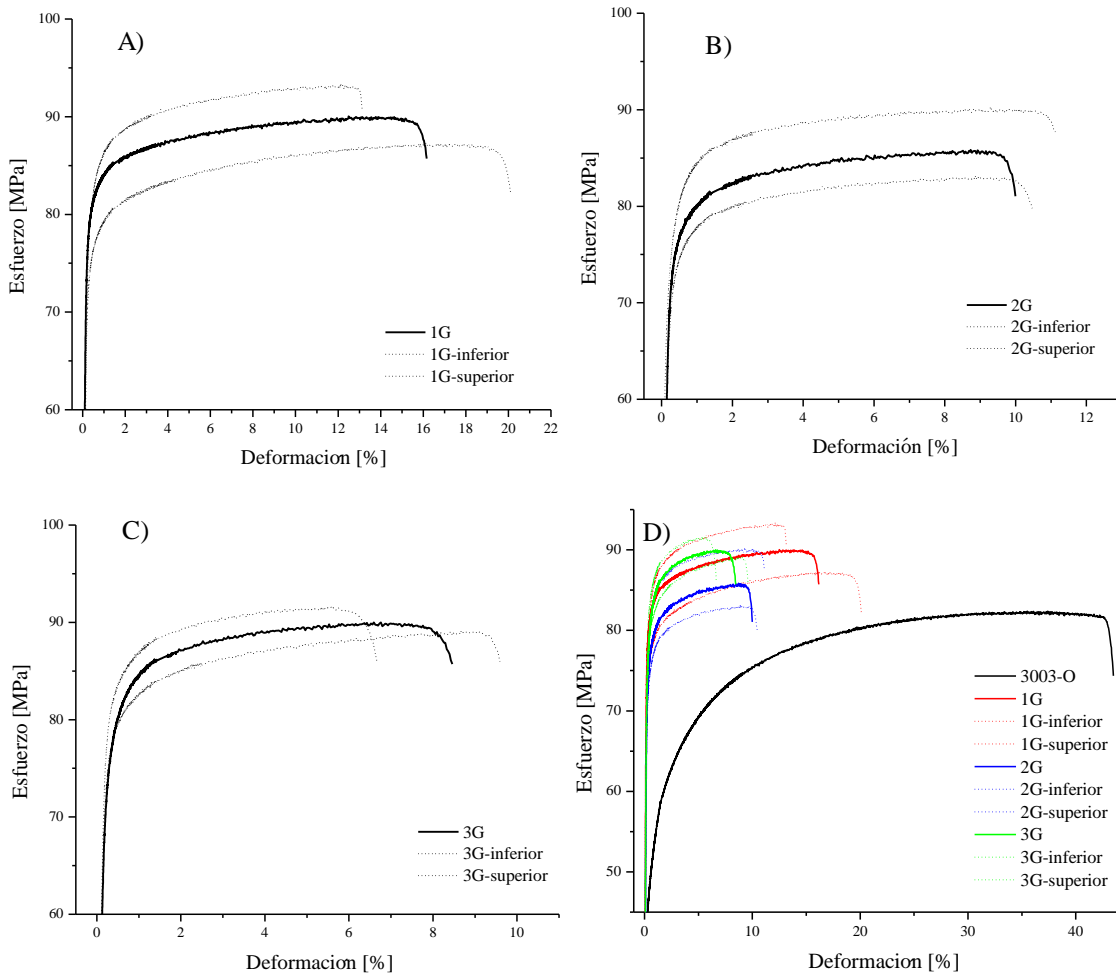 A)
Esfuerzo [MPa]
100
90
80
70
60
1G
1G-inferior
1G-superior
0 2 4 6 8 10 12 14 16 18 20 22
Deformacion [%]
B)
Esfuerzo [MPa]
100
90
80
70
60
2G
2G-inferior
2G-superior
0 2 4 6 8 10 12
Deformación [%]
C)
Esfuerzo [MPa]
100
90
80
70
60
3G
3G-inferior
3G-superior
0 2 4 6 8 10
Deformacion [%]
D)
Esfuerzo [MPa]
90
80
70
60
50
3003-O
1G
1G-inferior
1G-superior
2G
2G-inferior
2G-superior
3G
3G-inferior
3G-superior
0 10 20 30 40
Deformacion [%]